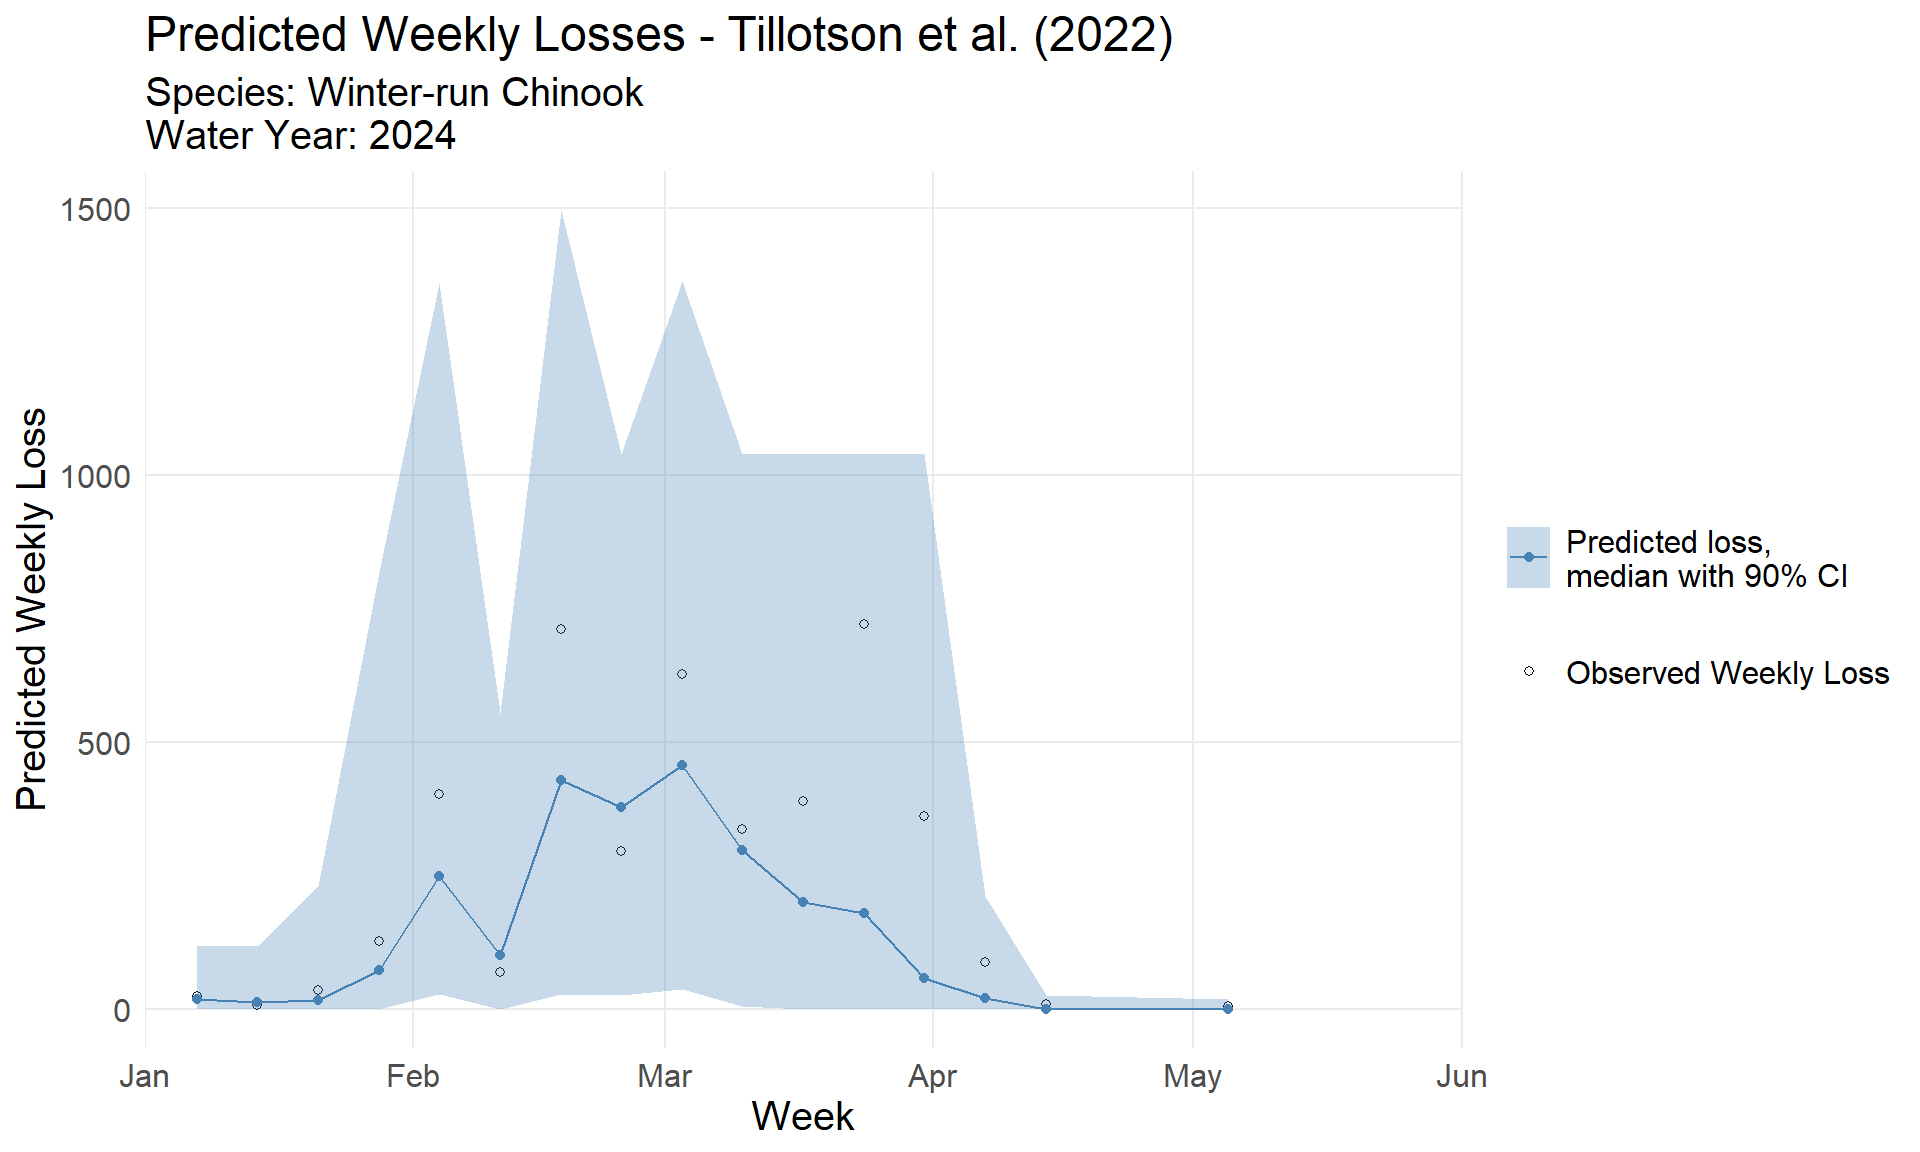 Predicted Weekly Losses - Tillotson et al. (2022)
Species: Winter-run Chinook
Water Year: 2024
Predicted Weekly Loss
1500
1000
500
0
Jan
Feb
Mar
Apr
May
Jun
Week
Predicted loss,
median with 90% CI
Observed Weekly Loss